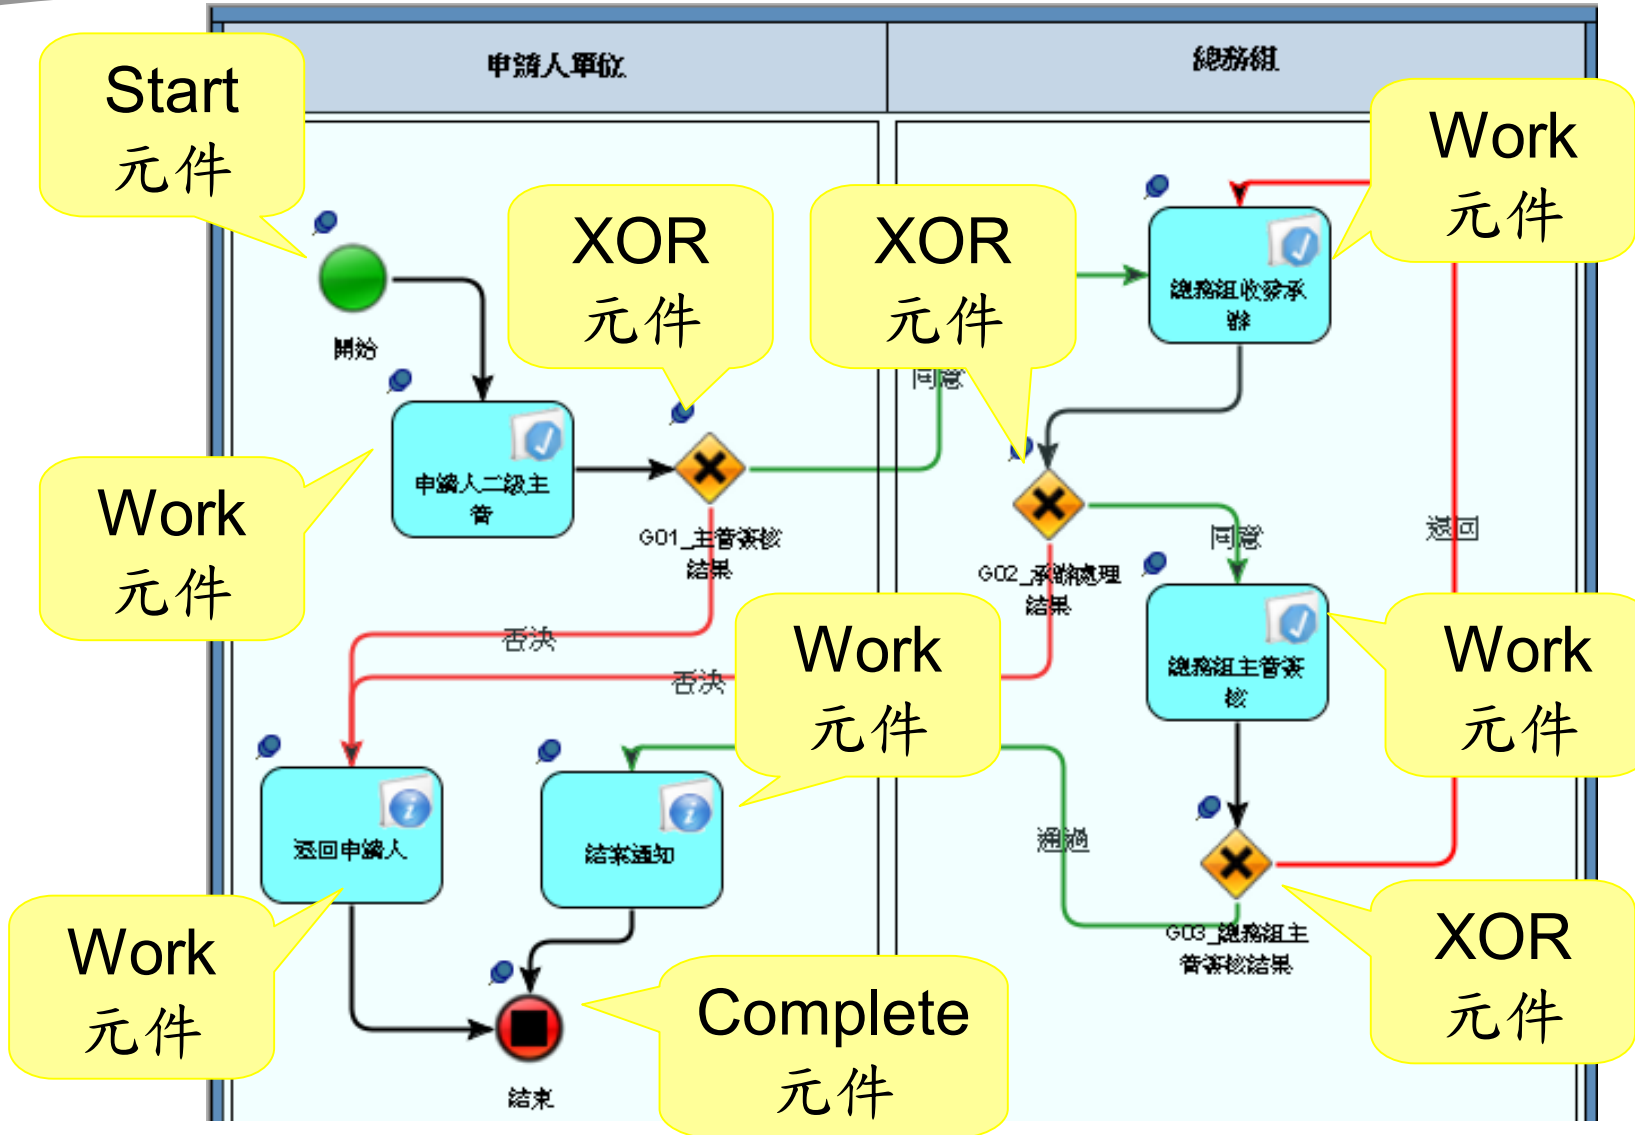 申請人單位
總務組
Start
元件
XOR
元件
XOR
元件
Work
元件
開始
總務組收發承
辦
同意
Work
元件
申請人二級主
管
G01_主管簽核
結果
同意
退回
G02_承辦處理
結果
否決
否決
Work
元件
總務組主管簽
核
Work
元件
退回申請人
結案通知
通過
G03_總務組主
管簽核結果
Work
元件
Complete
元件
XOR
元件
結束